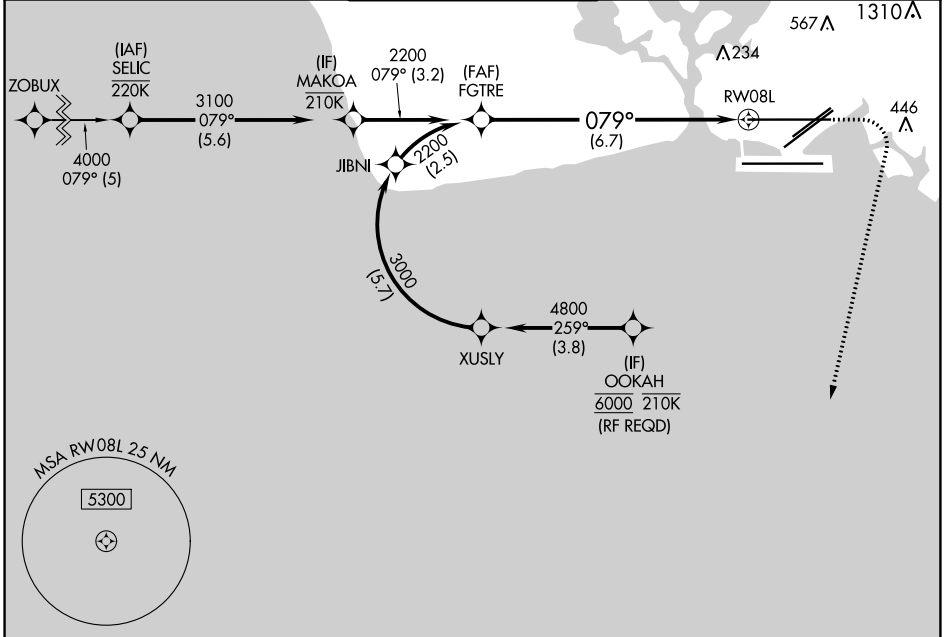 1310
567
234
446
RW08L
ZOBUX
(IAF)
SELIC
220K
4000
079° (5)
3100
079°
(5.6)
(IF)
MAKOA
210K
2200
079° (3.2)
(FAF)
FGTRE
079°
(6.7)
JIBNI
2200
(2.5)
3000
(5.7)
XUSLY
4800
259°
(3.8)
(IF)
OOKAH
6000 210K
(RF REQD)
MSA RW08L 25 NM
5300